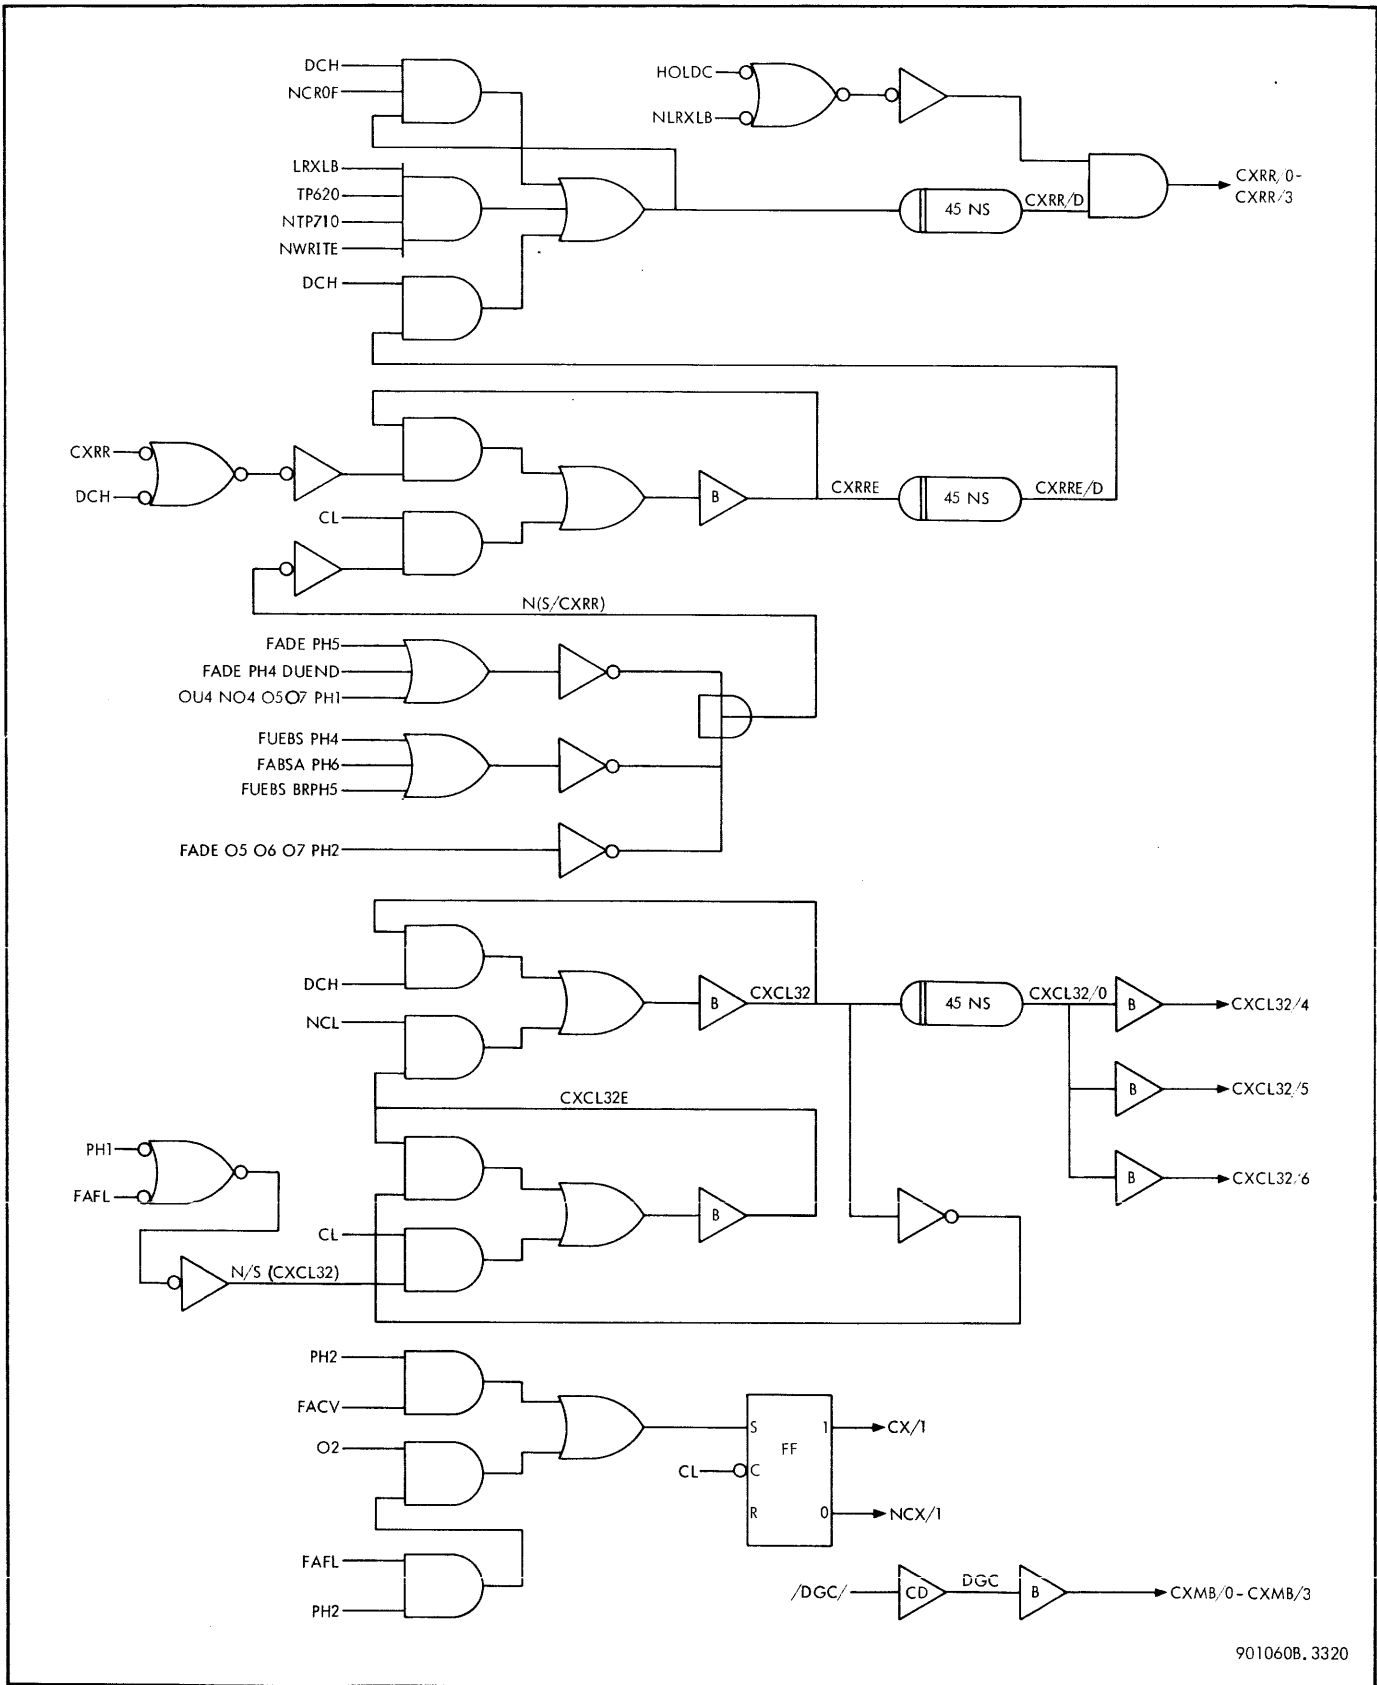 DCH
NCR0F
LRXLB
TP620
NTP710
NWRITE
DCH
HOLDC
NLRXLB
45 NS
CXRR/D
CXRR/0-
CXRR/3
CXRR
DCH
CL
B
CXRRE
45 NS
CXRRE/D
N(S/CXRR)
FADE PH5
FADE PH4 DUEND
OU4 NO4 O5O7 PH1
FUEBS PH4
FABSA PH6
FUEBS BRPH5
FADE O5 O6 O7 PH2
DCH
NCL
B
CXCL32
45 NS
CXCL32/0
B
CXCL32/4
B
CXCL32/5
B
CXCL32/6
CXCL32E
PH1
FAFL
CL
B
N/S (CXCL32)
PH2
FACV
O2
FAFL
PH2
S
1
FF
CL
C
R
0
CX/1
NCX/1
/DGC/
CD
DGC
B
CXMB/0-CXMB/3
901060B.3320